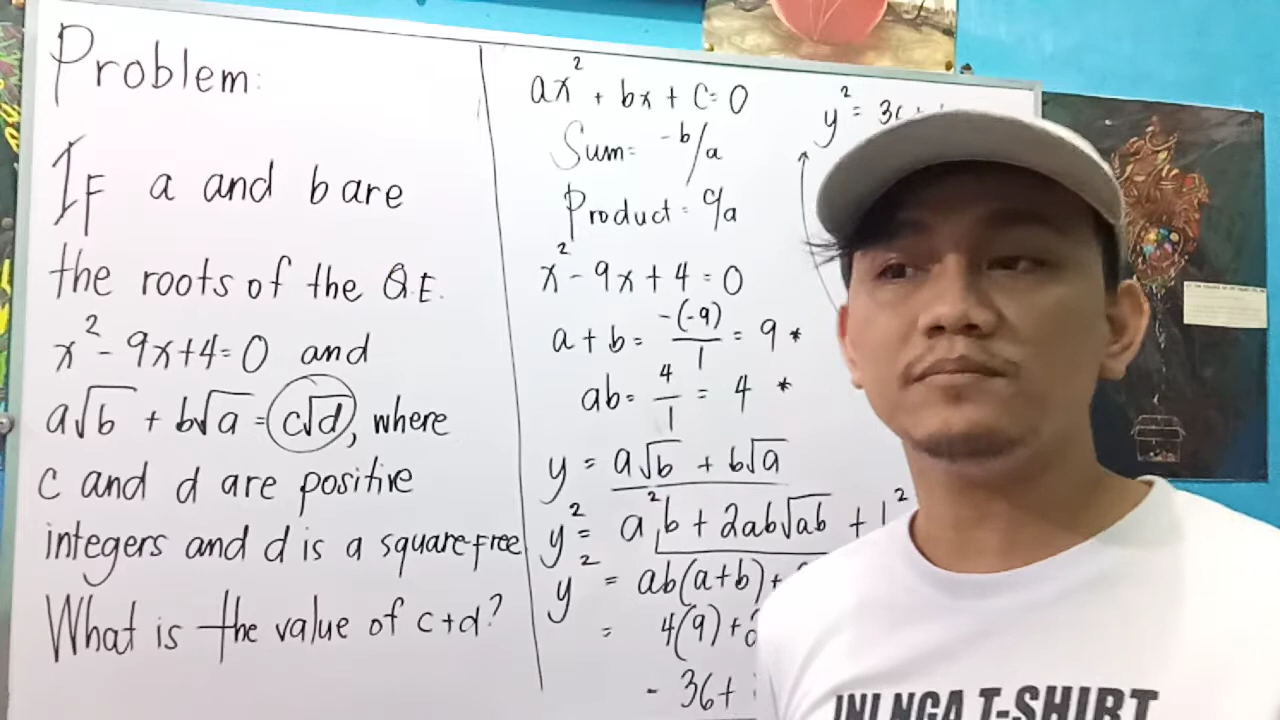 Problem:
If a and b are
the roots of the Q.E.
x² - 9x + 4 = 0 and
a√b + b√a = c√d, where
c and d are positive
integers and d is a square-free
What is the value of c+d?
ax² + bx + c = 0
Sum = -b/a
Product = c/a
x² - 9x + 4 = 0
a + b = -(-9)/1 = 9 *
ab = 4/1 = 4 *
y = a√b + b√a
y² = a²b + 2ab√ab +
y² = ab(a+b) +
= 4(9) +
- 36 +
y² =
INI NGA T-SHIRT